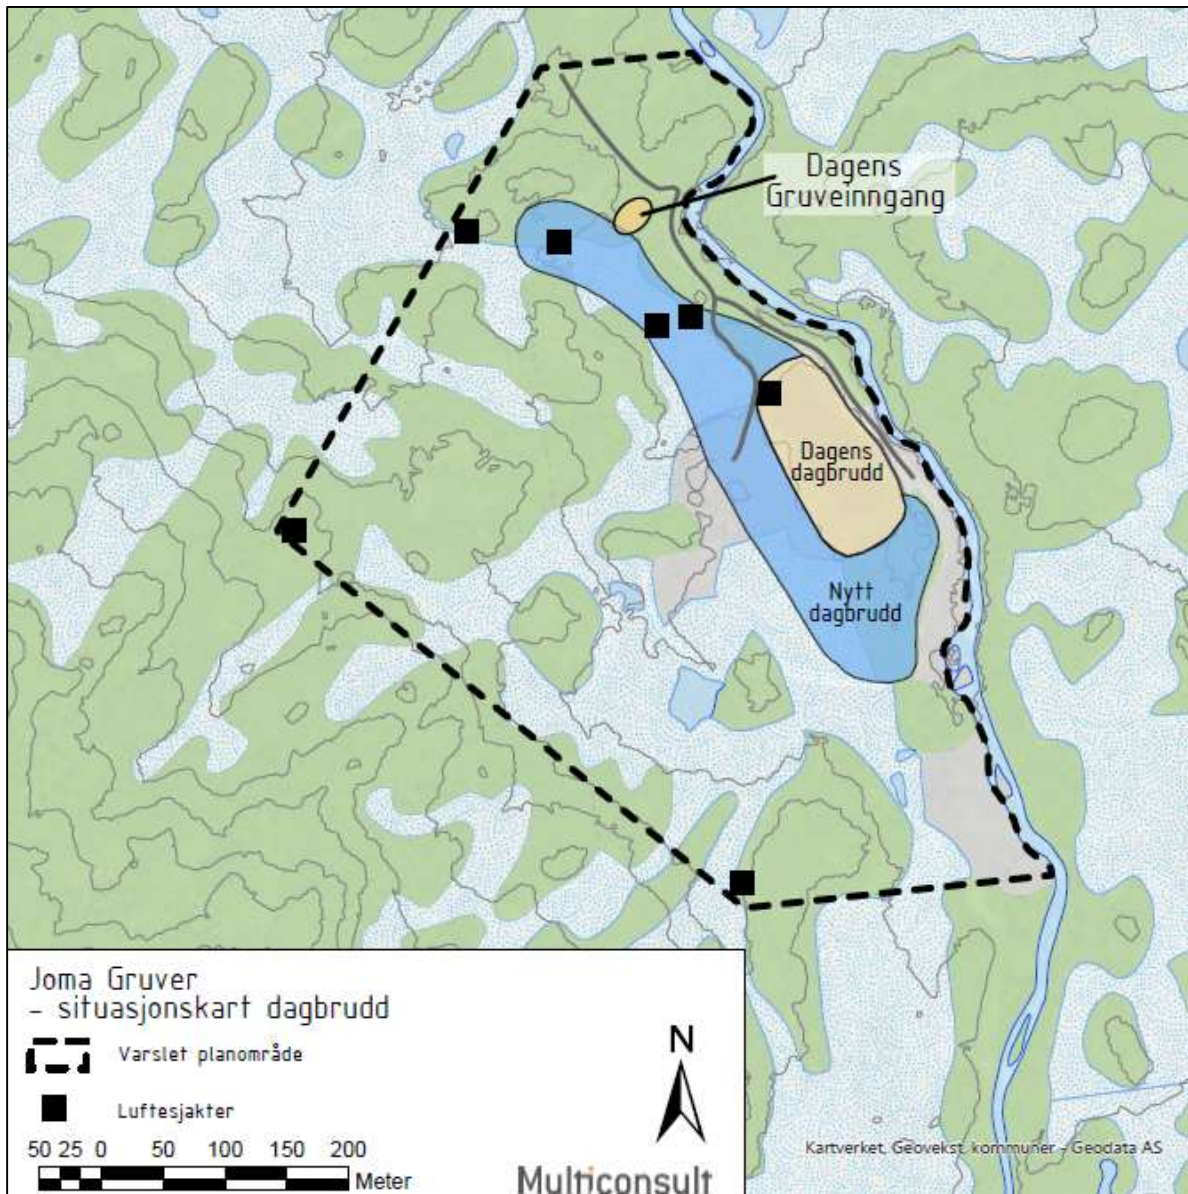 Dagens
Gruveinngang
Dagens
dagbrudd
Nytt
dagbrudd
Joma Gruver
- situasjonskart dagbrudd
Varslet planområde
Luftesjakter
N
50 25 0 50 100 150 200
Meter
Multiconsult
Kartverket, Geovekst, kommuner - Geodata AS